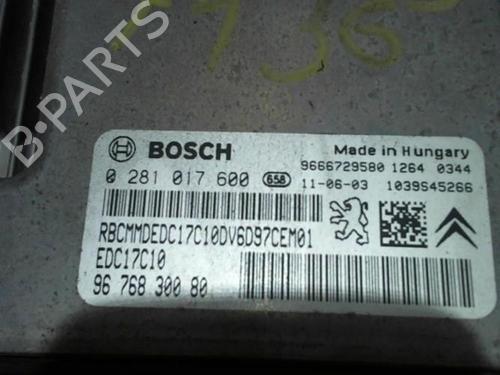 B-PARTS
BOSCH
Made in Hungary
9666729580 1264 0344
0 281 017 600 658 11-06-03 1039S45266
RBCMMDEDC17C10DV6D97CEM01
EDC17C10
96 768 300 80